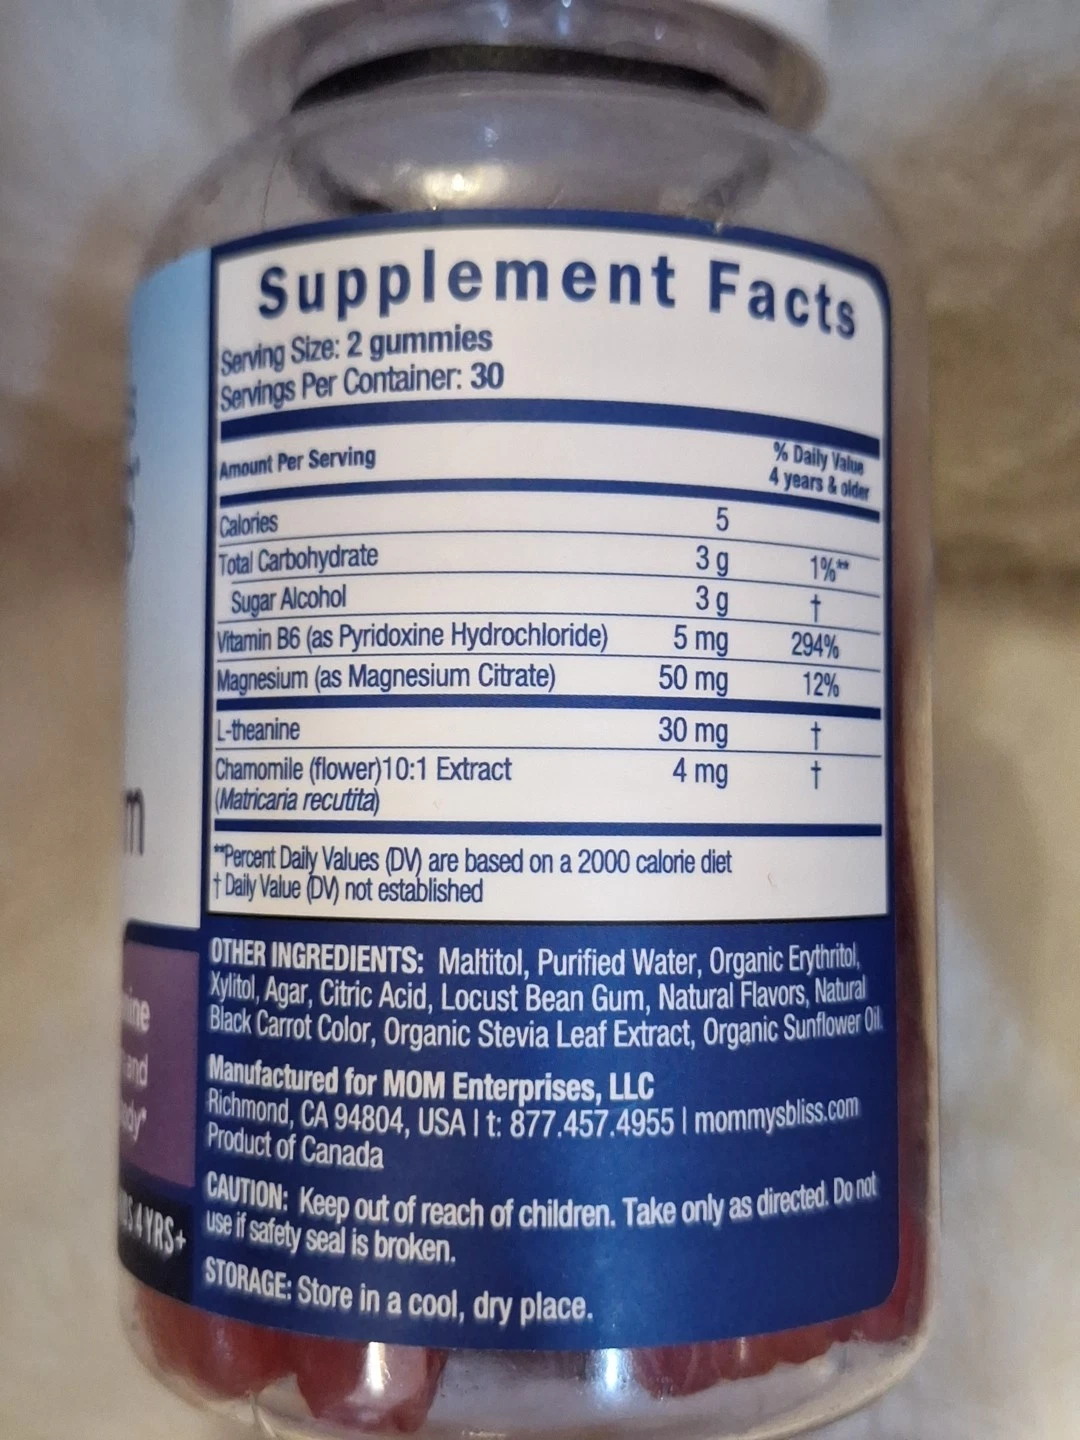 Supplement Facts
Serving Size: 2 gummies
Servings Per Container: 30
Amount Per Serving
% Daily Value
4 years & older
Calories 5
Total Carbohydrate 3 g 1%**
Sugar Alcohol 3 g †
Vitamin B6 (as Pyridoxine Hydrochloride) 5 mg 294%
Magnesium (as Magnesium Citrate) 50 mg 12%
L-theanine 30 mg †
Chamomile (flower)10:1 Extract 4 mg †
(Matricaria recutita)
**Percent Daily Values (DV) are based on a 2000 calorie diet
† Daily Value (DV) not established
OTHER INGREDIENTS: Maltitol, Purified Water, Organic Erythritol,
Xylitol, Agar, Citric Acid, Locust Bean Gum, Natural Flavors, Natural
Black Carrot Color, Organic Stevia Leaf Extract, Organic Sunflower Oil.
Manufactured for MOM Enterprises, LLC
Richmond, CA 94804, USA | t: 877.457.4955 | mommysbliss.com
Product of Canada
CAUTION: Keep out of reach of children. Take only as directed. Do not
use if safety seal is broken.
STORAGE: Store in a cool, dry place.
and
4 YRS+